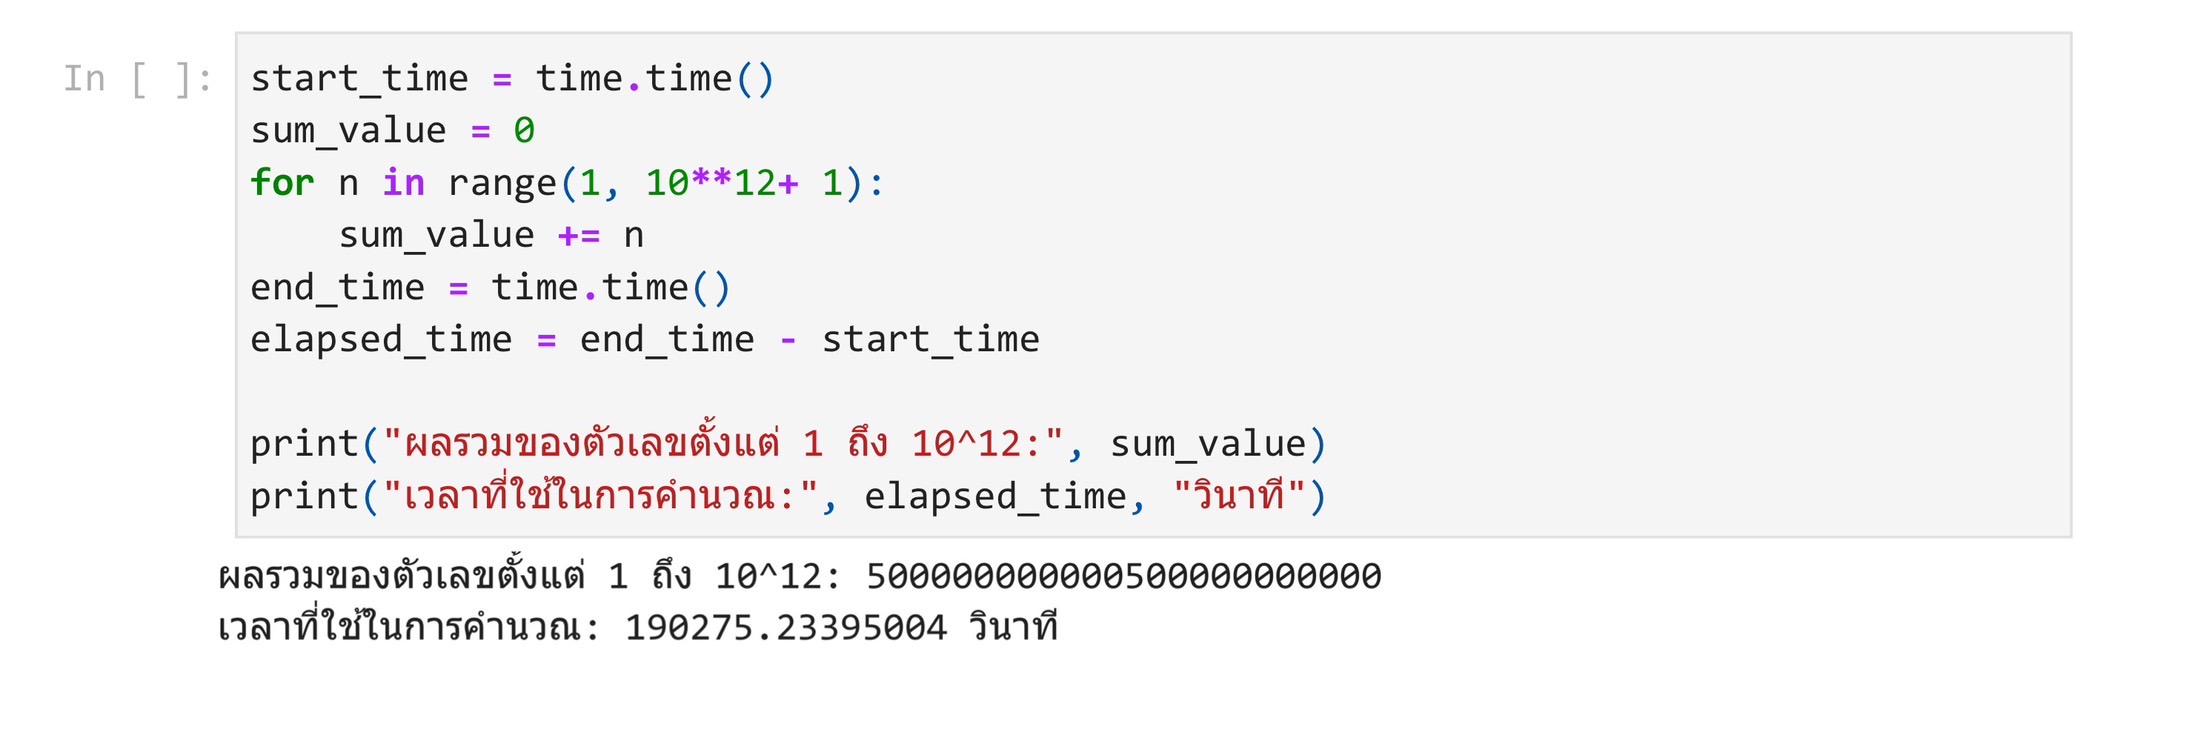 In [ ]:
start_time = time.time()
sum_value = 0
for n in range(1, 10**12+ 1):
    sum_value += n
end_time = time.time()
elapsed_time = end_time - start_time

print("ผลรวมของตัวเลขตั้งแต่ 1 ถึง 10^12:", sum_value)
print("เวลาที่ใช้ในการคำนวณ:", elapsed_time, "วินาที")
ผลรวมของตัวเลขตั้งแต่ 1 ถึง 10^12: 500000000000500000000000
เวลาที่ใช้ในการคำนวณ: 190275.23395004 วินาที